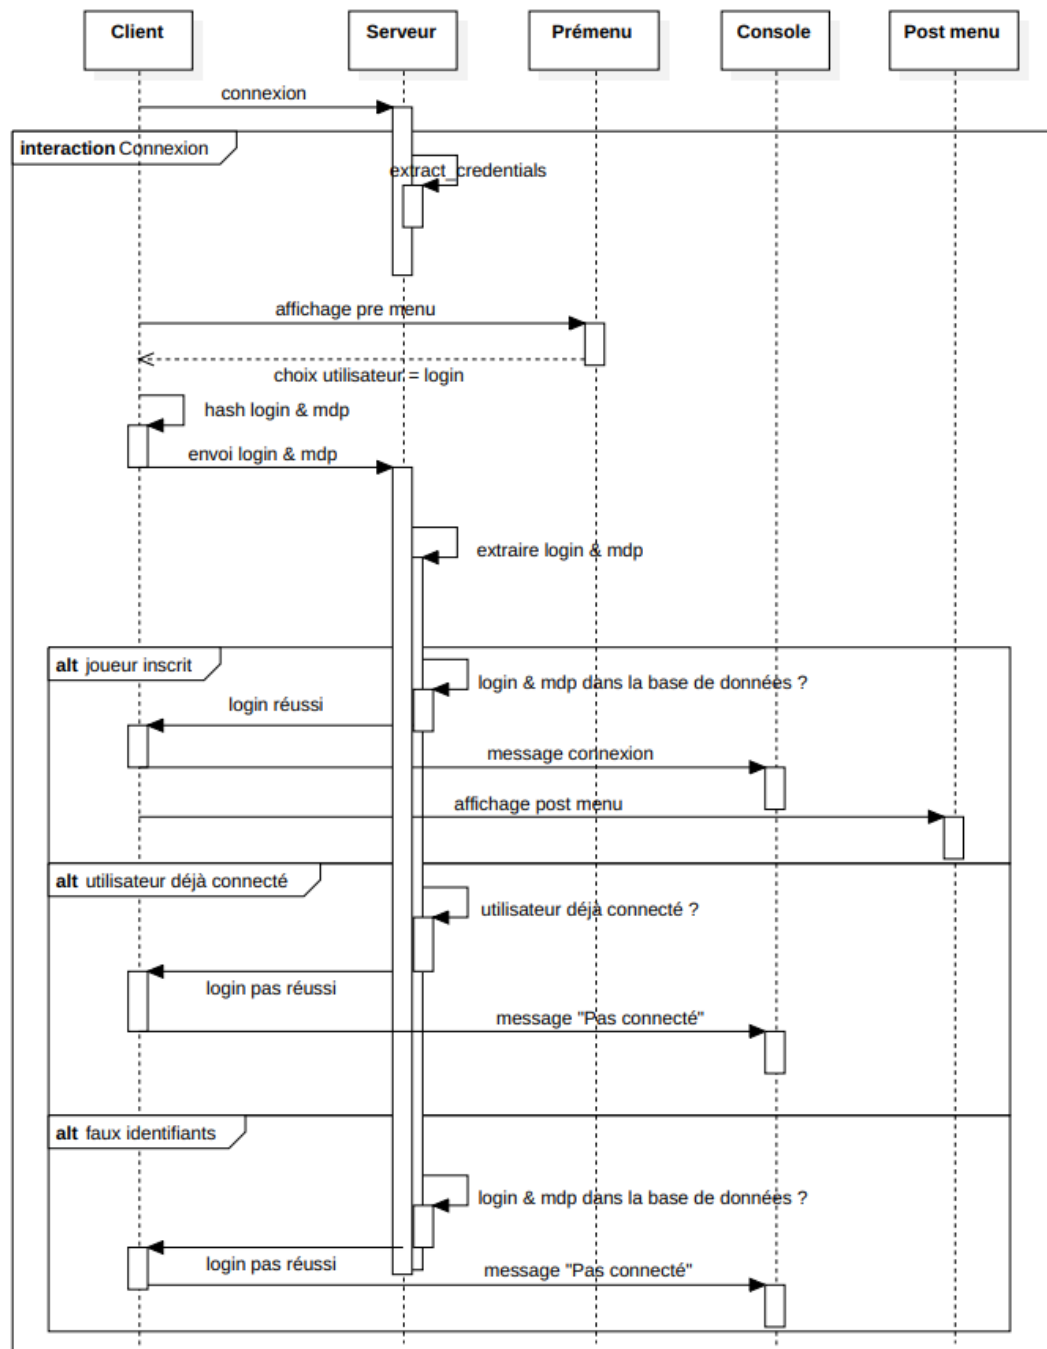 Client
Serveur
Prémenu
Console
Post menu
connexion
interaction Connexion
extract_credentials
affichage pre menu
choix utilisateur = login
hash login & mdp
envoi login & mdp
extraire login & mdp
alt joueur inscrit
login & mdp dans la base de données ?
login réussi
message connexion
affichage post menu
alt utilisateur déjà connecté
utilisateur déjà connecté ?
login pas réussi
message "Pas connecté"
alt faux identifiants
login & mdp dans la base de données ?
login pas réussi
message "Pas connecté"